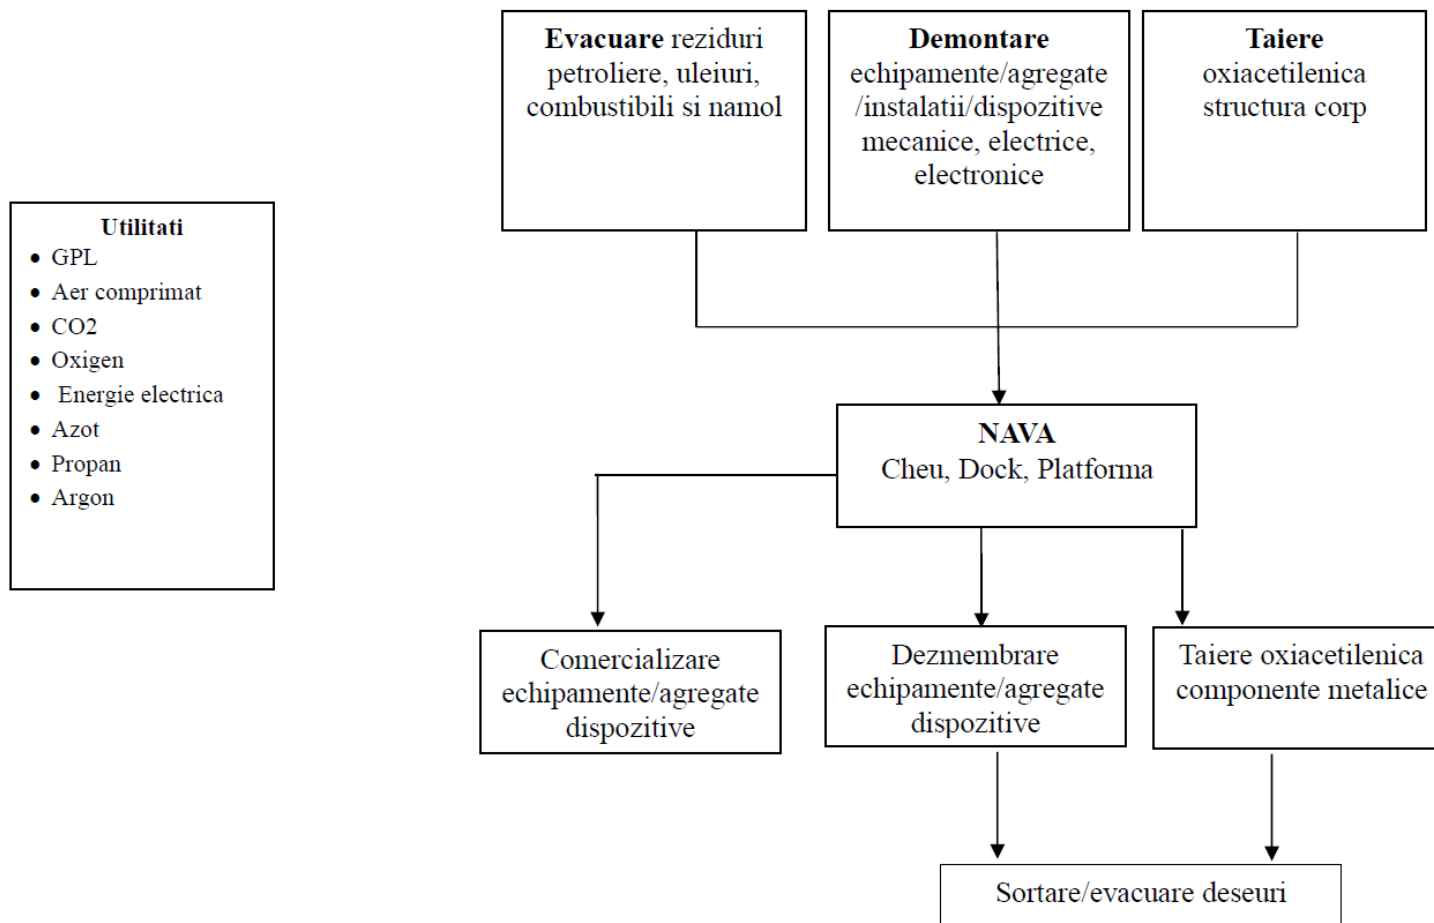 Evacuare reziduri
petroliere, uleiuri,
combustibili si namol
Demontare
echipamente/agregate
/instalatii/dispozitive
mecanice, electrice,
electronice
Taiere
oxiacetilenica
structura corp
Utilitati
• GPL
• Aer comprimat
• CO2
• Oxigen
• Energie electrica
• Azot
• Propan
• Argon
NAVA
Cheu, Dock, Platforma
Comercializare
echipamente/agregate
dispozitive
Dezmembrare
echipamente/agregate
dispozitive
Taiere oxiacetilenica
componente metalice
Sortare/evacuare deseuri